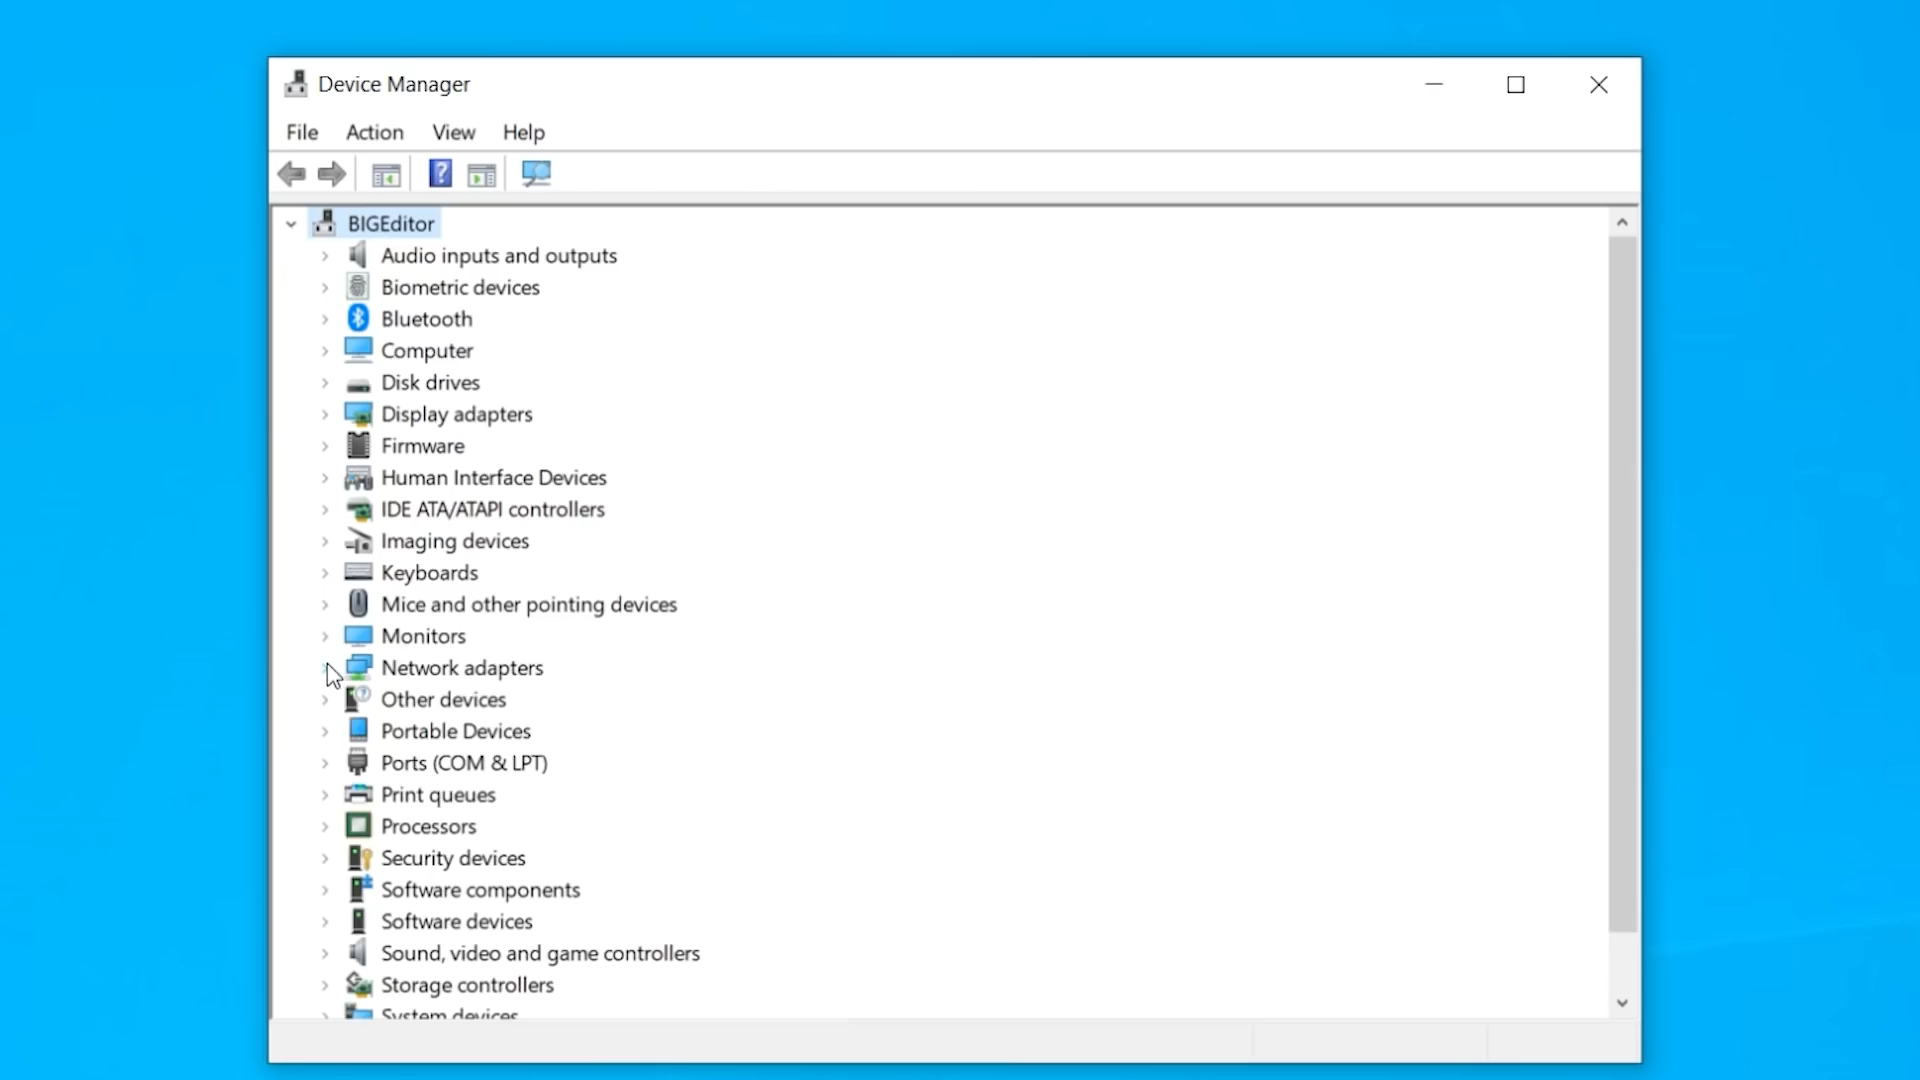 Device Manager
File Action View Help
BIGEditor
Audio inputs and outputs
Biometric devices
Bluetooth
Computer
Disk drives
Display adapters
Firmware
Human Interface Devices
IDE ATA/ATAPI controllers
Imaging devices
Keyboards
Mice and other pointing devices
Monitors
Network adapters
Other devices
Portable Devices
Ports (COM & LPT)
Print queues
Processors
Security devices
Software components
Software devices
Sound, video and game controllers
Storage controllers
System devices